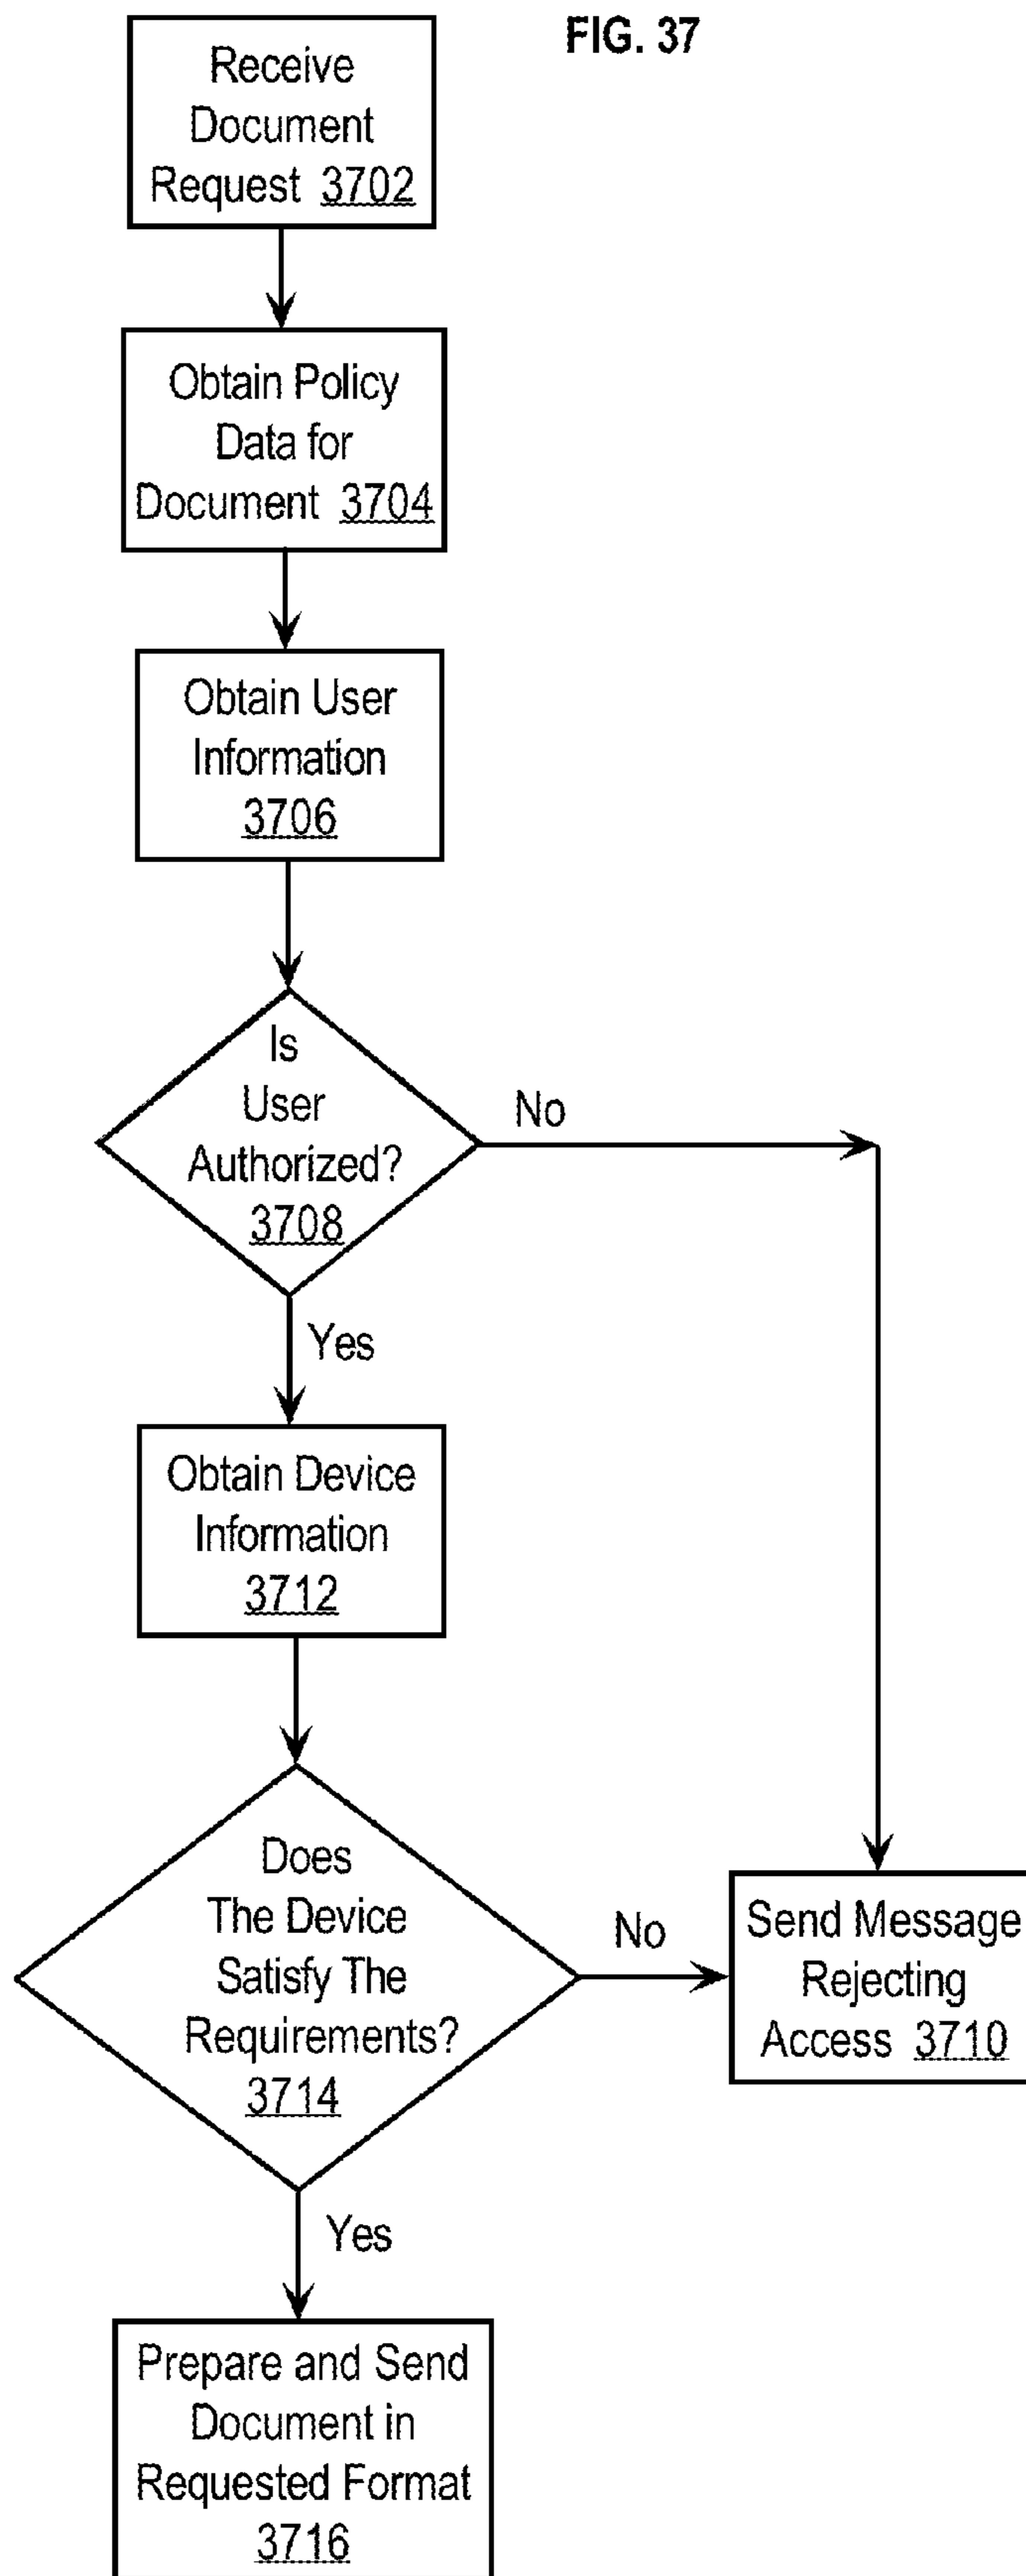 FIG. 37
Receive
Document
Request 3702
Obtain Policy
Data for
Document 3704
Obtain User
Information
3706
Is
User
Authorized?
3708
No
Yes
Obtain Device
Information
3712
Does
The Device
Satisfy The
Requirements?
3714
No
Send Message
Rejecting
Access 3710
Yes
Prepare and Send
Document in
Requested Format
3716